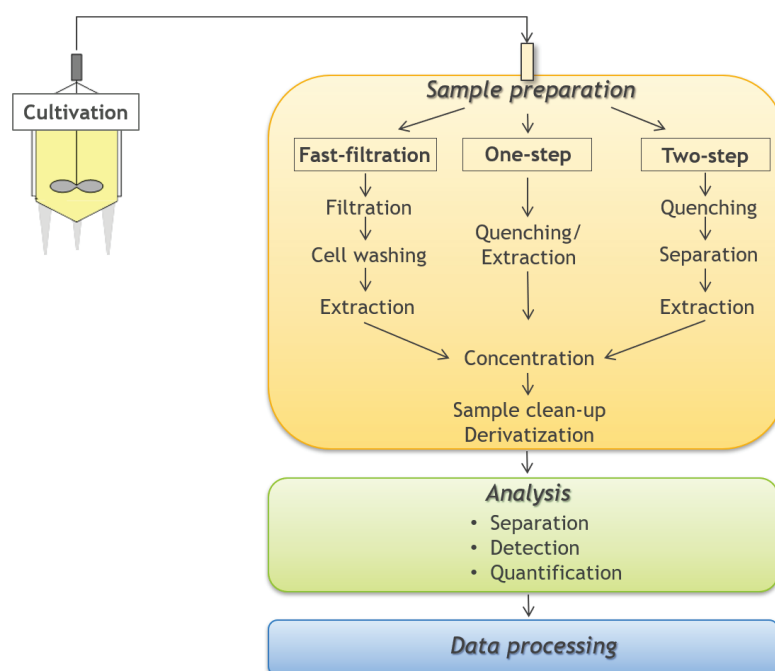 Cultivation
Sample preparation
Fast-filtration
Filtration
Cell washing
Extraction
One-step
Quenching/
Extraction
Two-step
Quenching
Separation
Extraction
Concentration
Sample clean-up
Derivatization
Analysis
• Separation
• Detection
• Quantification
Data processing